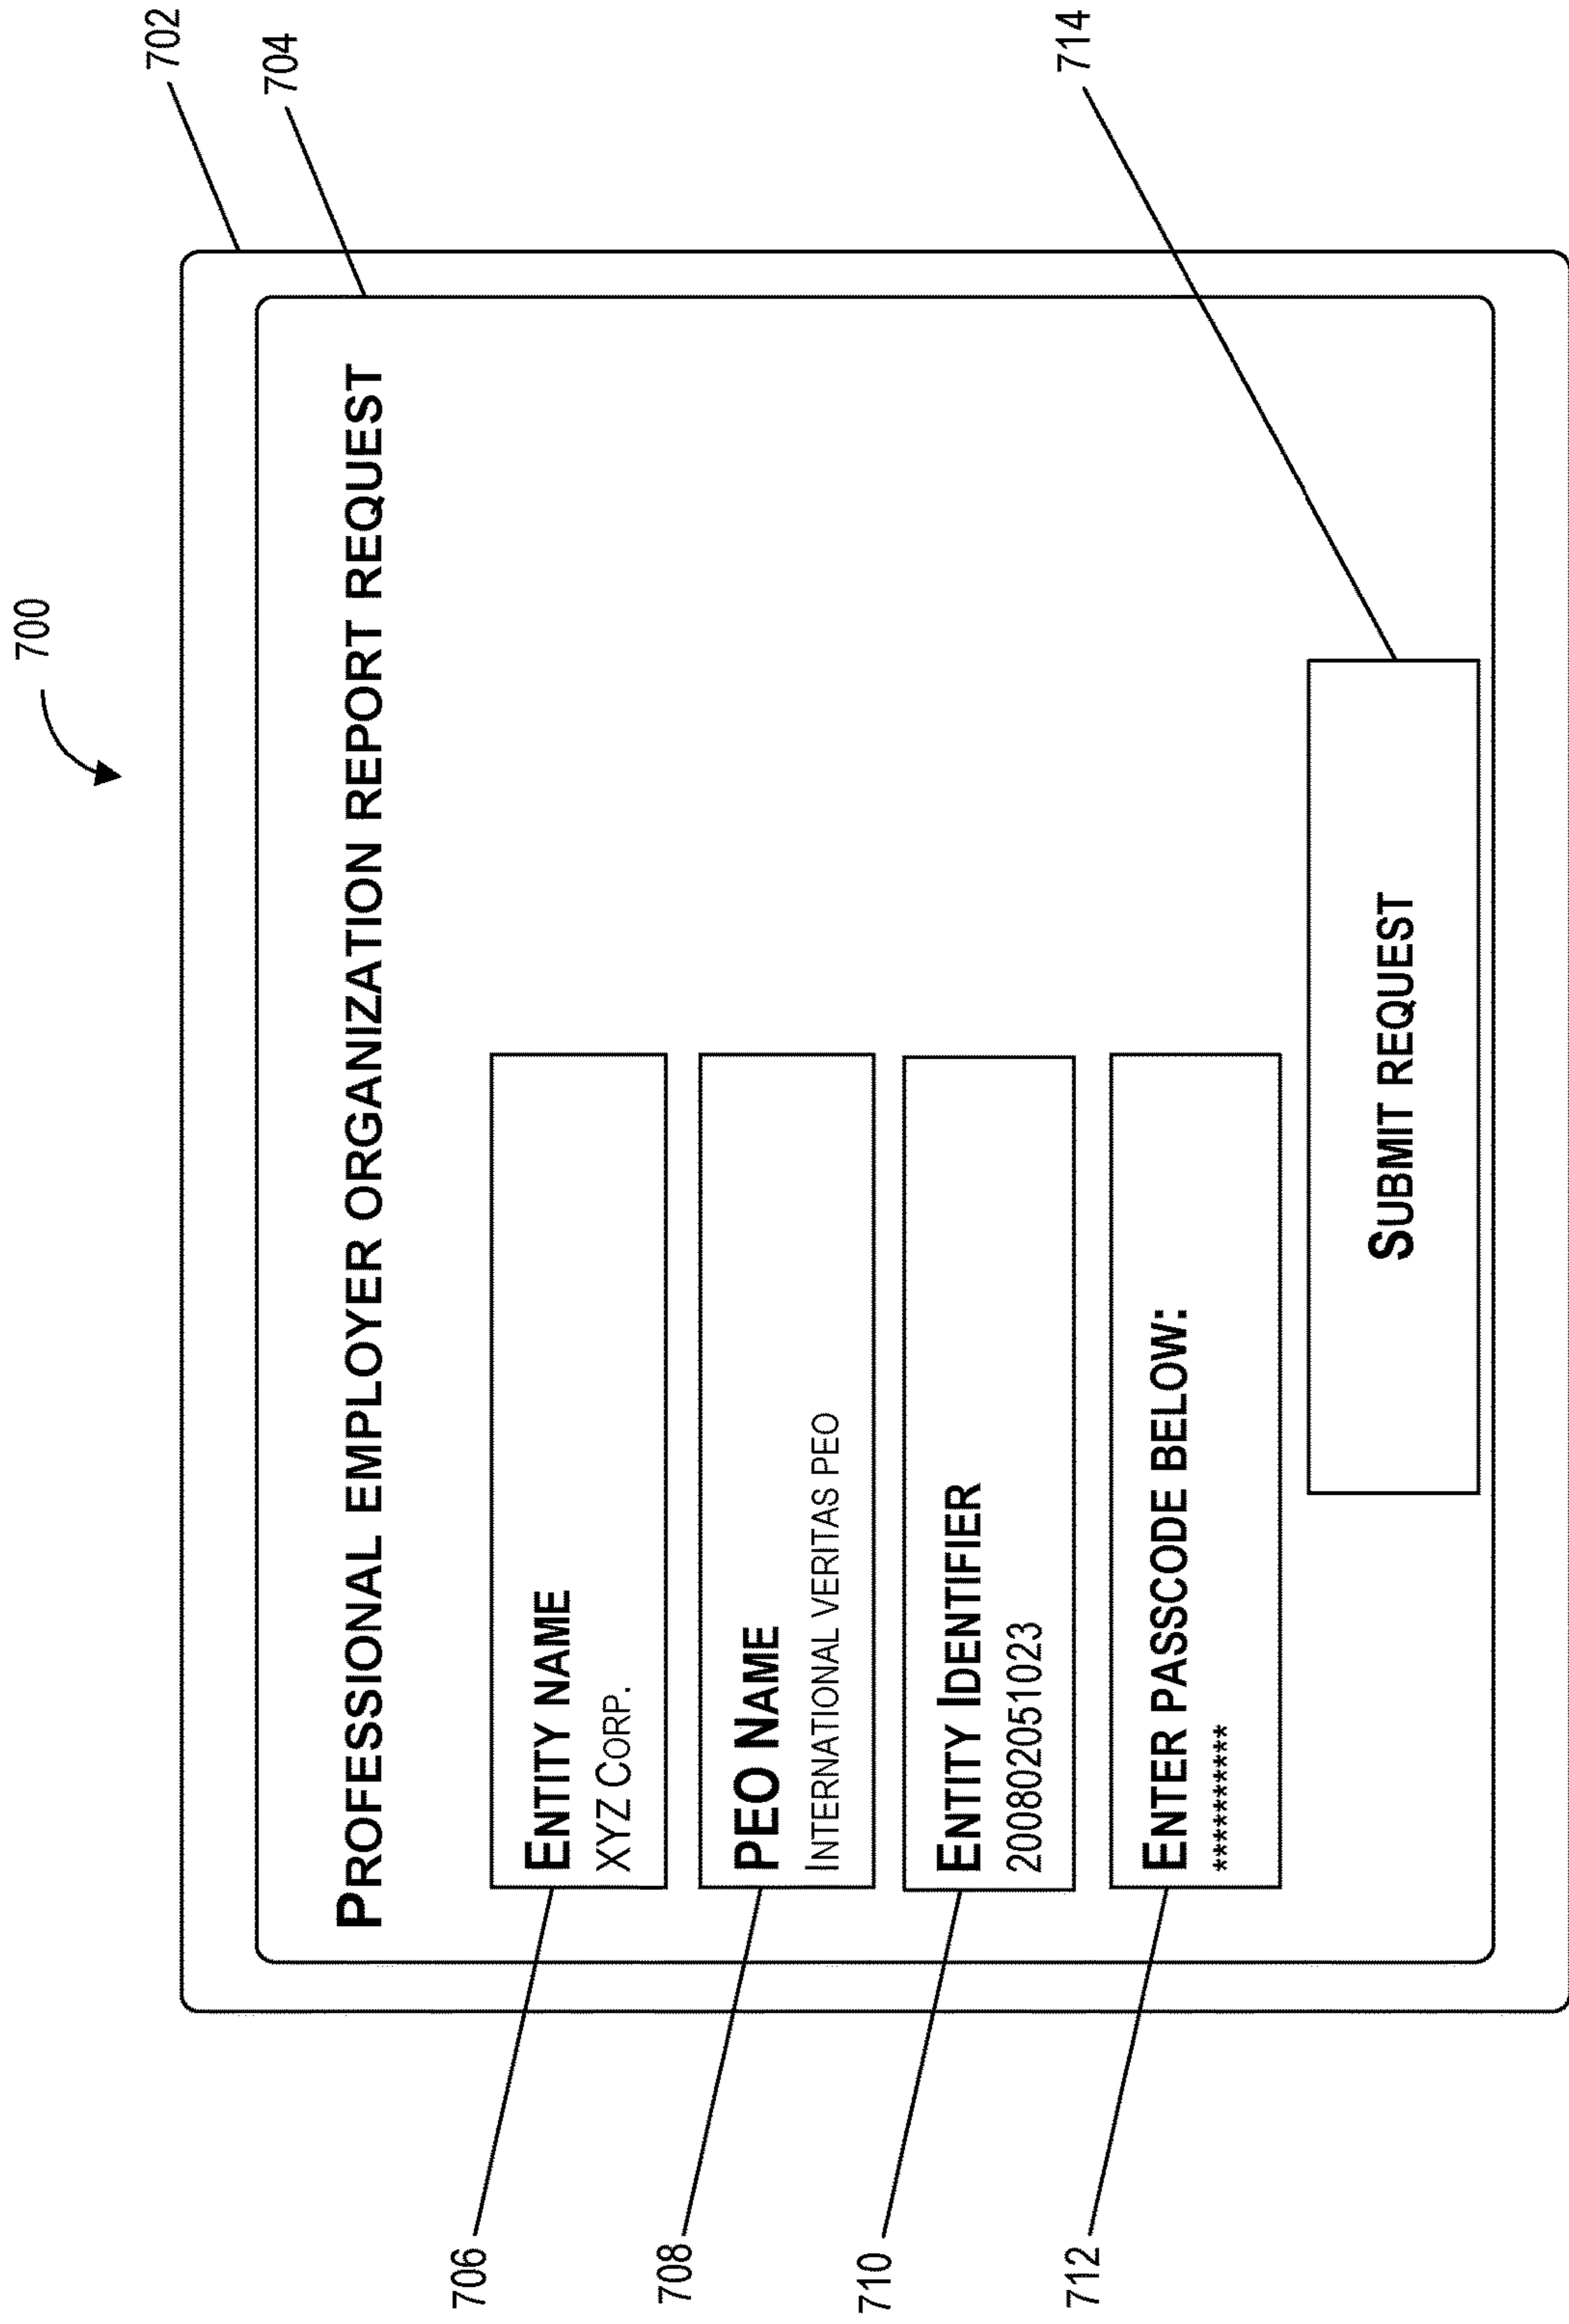 700
702
704
PROFESSIONAL EMPLOYER ORGANIZATION REPORT REQUEST
706
ENTITY NAME
XYZ CORP.
708
PEO NAME
INTERNATIONAL VERITAS PEO
710
ENTITY IDENTIFIER
200802051023
712
ENTER PASSCODE BELOW:
**********
714
SUBMIT REQUEST